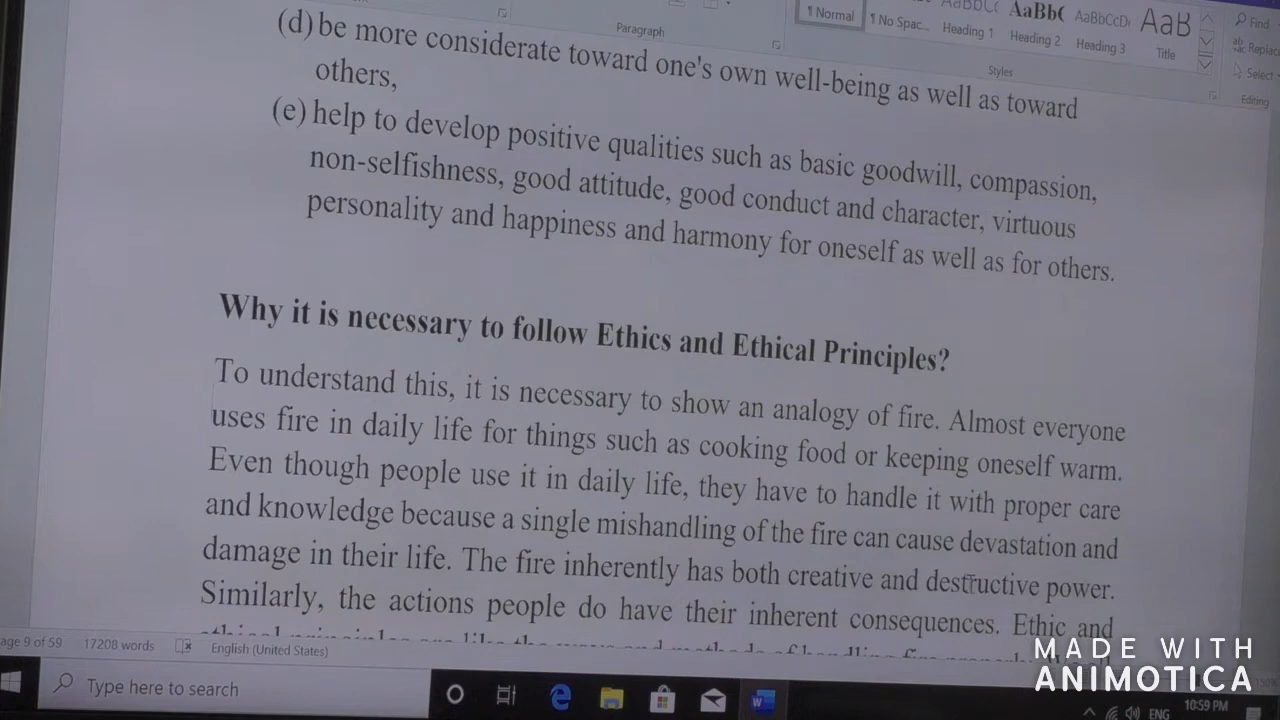 Paragraph
¶ Normal
¶ No Spac...
Heading 1
Heading 2
Heading 3
Title
Styles
Find
Replac
Select
Editing
(d) be more considerate toward one's own well-being as well as toward
others,
(e) help to develop positive qualities such as basic goodwill, compassion,
non-selfishness, good attitude, good conduct and character, virtuous
personality and happiness and harmony for oneself as well as for others.
Why it is necessary to follow Ethics and Ethical Principles?
To understand this, it is necessary to show an analogy of fire. Almost everyone
uses fire in daily life for things such as cooking food or keeping oneself warm.
Even though people use it in daily life, they have to handle it with proper care
and knowledge because a single mishandling of the fire can cause devastation and
damage in their life. The fire inherently has both creative and destructive power.
Similarly, the actions people do have their inherent consequences. Ethic and
age 9 of 59 17208 words English (United States)
Type here to search
ENG
10:59 PM
MADE WITH
ANIMOTICA